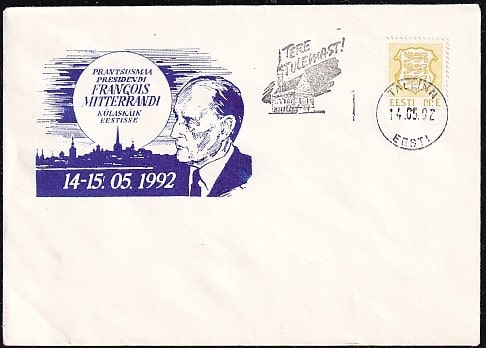 PRANTSUSMAA
PRESIDENDI
FRANÇOIS
MITTERRANDI
KÜLASKÄIK
EESTISSE
14-15. 05. 1992
TERE
TULEMAST!
EESTI P.P.E
TALLINN
14.05.92
EESTI